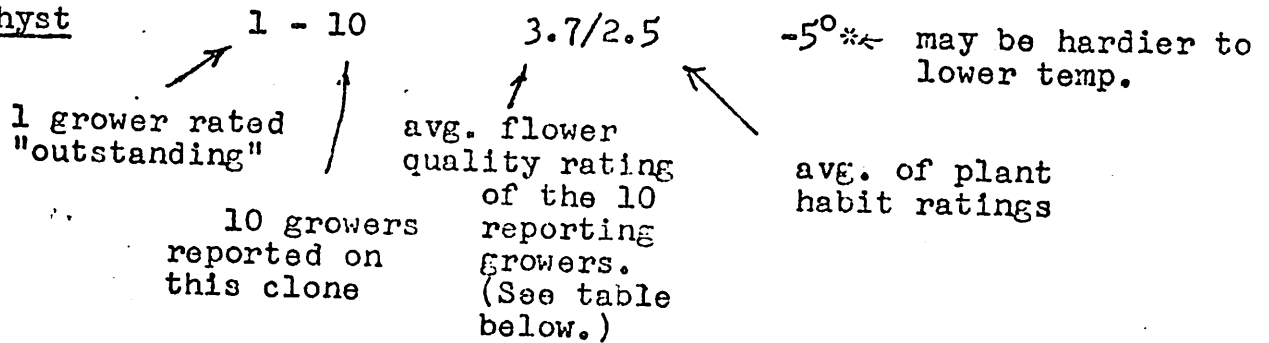 hyst 1 - 10 3.7/2.5 -5°* may be hardier to
lower temp.
1 grower rated
"outstanding"
10 growers
reported on
this clone
avg. flower
quality rating
of the 10
reporting
growers.
(See table
below.)
avg. of plant
habit ratings